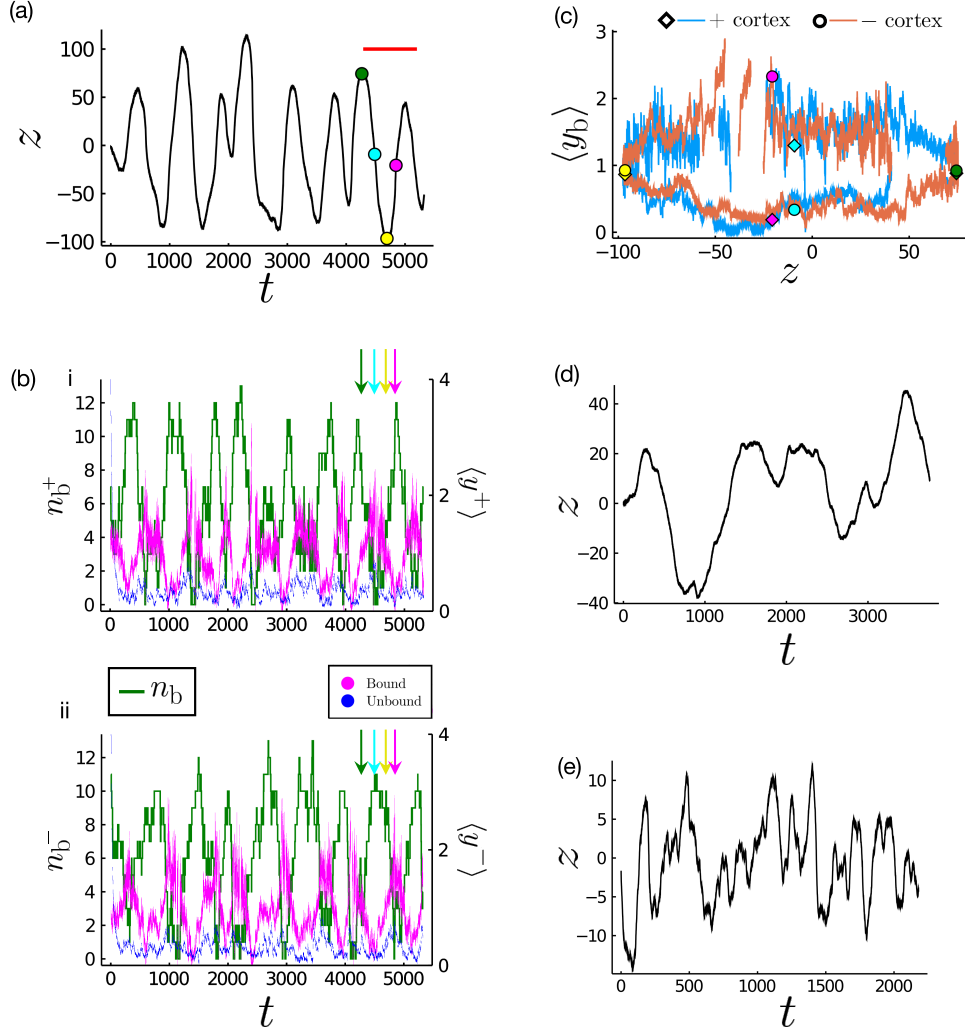 (a)
100
50
0
−50
−100
z
0 1000 2000 3000 4000 5000
t
(c)
+ cortex
− cortex
3
2
1
0
⟨y_b⟩
−100 −50 0 50
z
(b) i
12
10
8
6
4
2
0
n_b^+
4
2
0
⟨y^+⟩
0 1000 2000 3000 4000 5000
n_b
Bound
Unbound
ii
12
10
8
6
4
2
0
n_b^−
4
2
0
⟨y^−⟩
0 1000 2000 3000 4000 5000
t
(d)
40
20
0
−20
−40
z
0 1000 2000 3000
t
(e)
10
5
0
−5
−10
z
0 500 1000 1500 2000
t